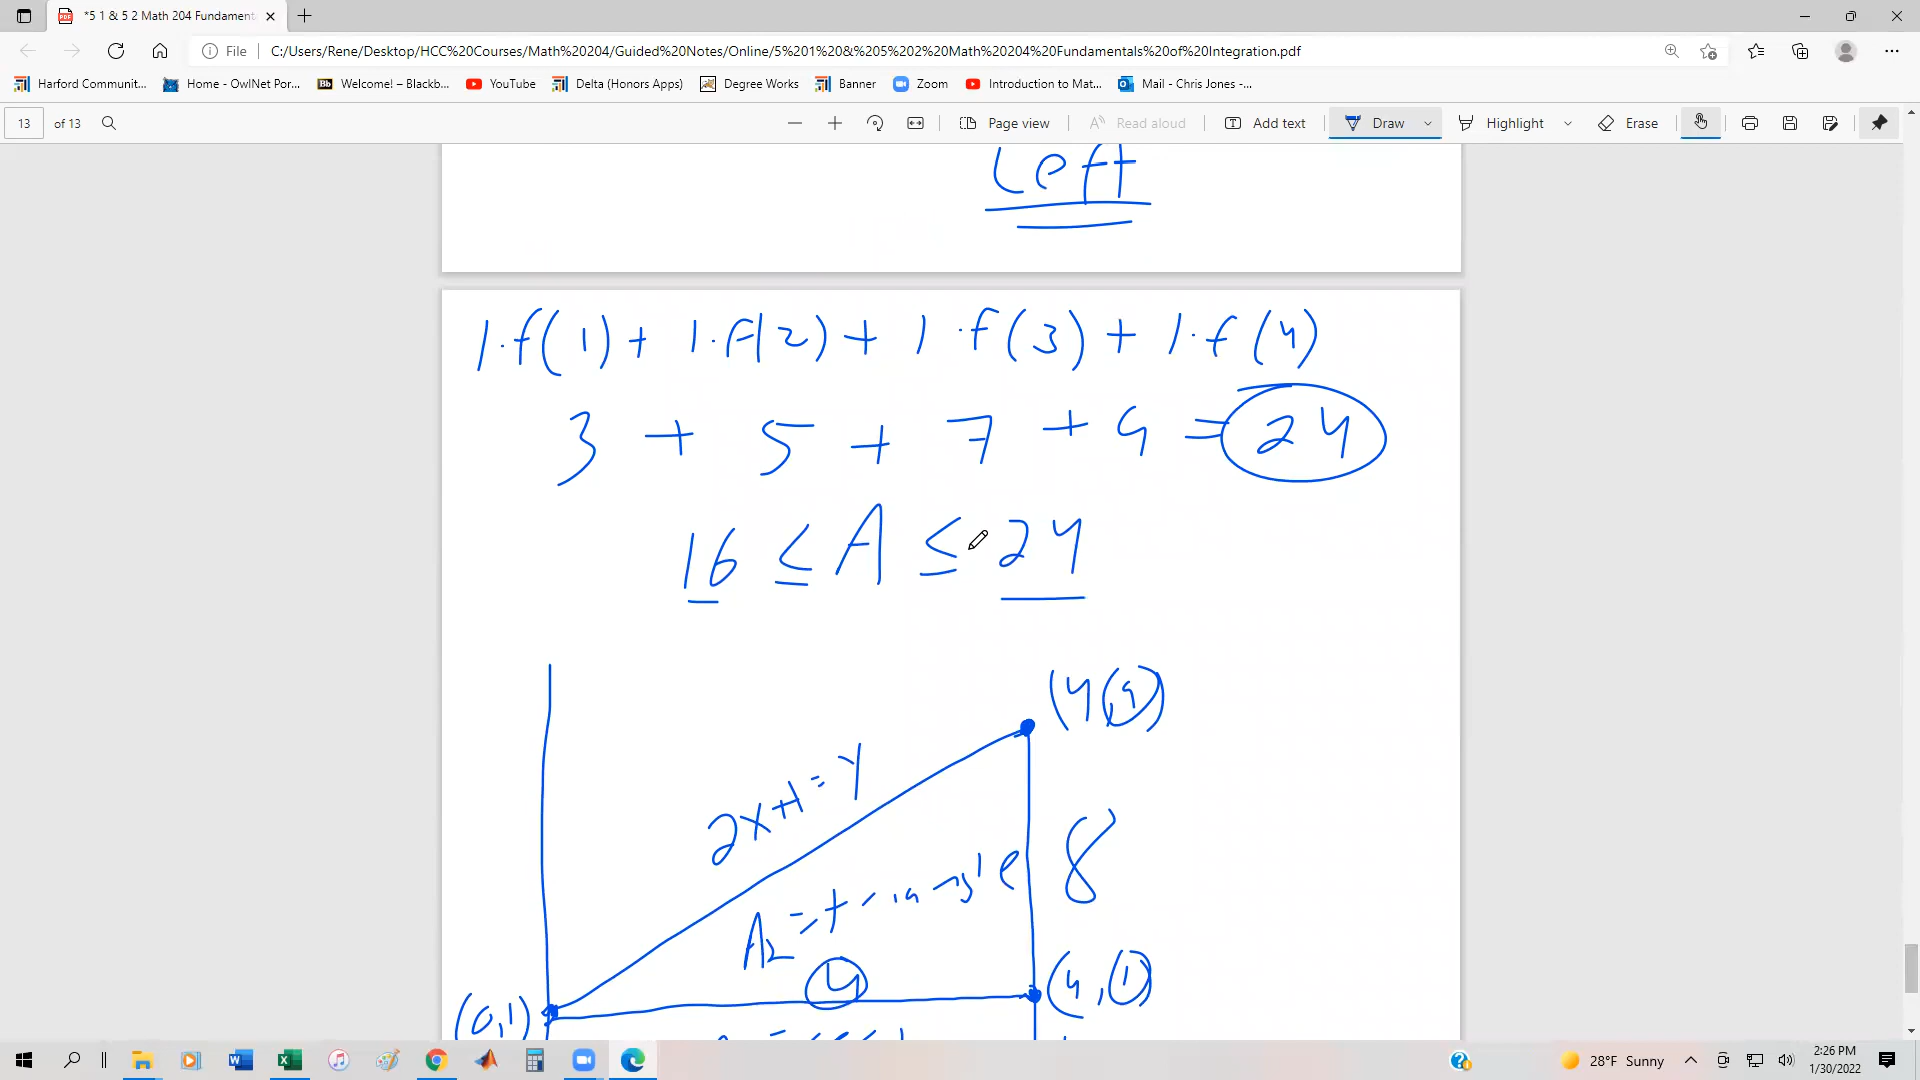 *5 1 & 5 2 Math 204 Fundament
File C:/Users/Rene/Desktop/HCC%20Courses/Math%20204/Guided%20Notes/Online/5%201%20&%205%202%20Math%20204%20Fundamentals%20of%20Integration.pdf
Harford Communit... Home - OwlNet Por... Bb Welcome! – Blackb... YouTube Delta (Honors Apps) Degree Works Banner Zoom Introduction to Mat... Mail - Chris Jones -...
13 of 13 Page view Read aloud Add text Draw Highlight Erase
Left
1·f(1) + 1·f(2) + 1·f(3) + 1·f(4)
3 + 5 + 7 + 9 = 24
16 ≤ A ≤ 24
(4,9)
2x+1=y
8
A2 = triangle
4
(4,1)
(0,1)
28°F Sunny 2:26 PM
1/30/2022